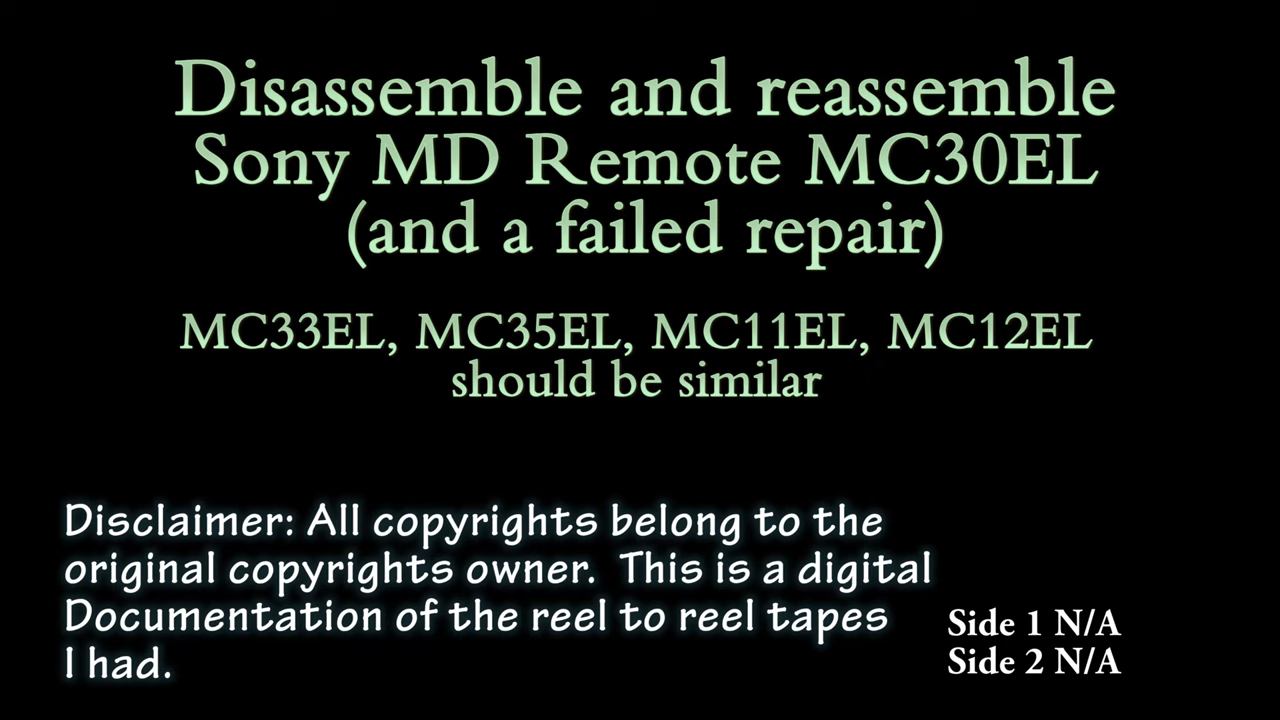 Disassemble and reassemble
Sony MD Remote MC30EL
(and a failed repair)
MC33EL, MC35EL, MC11EL, MC12EL
should be similar
Disclaimer: All copyrights belong to the
original copyrights owner.  This is a digital
Documentation of the reel to reel tapes
I had.
Side 1 N/A
Side 2 N/A